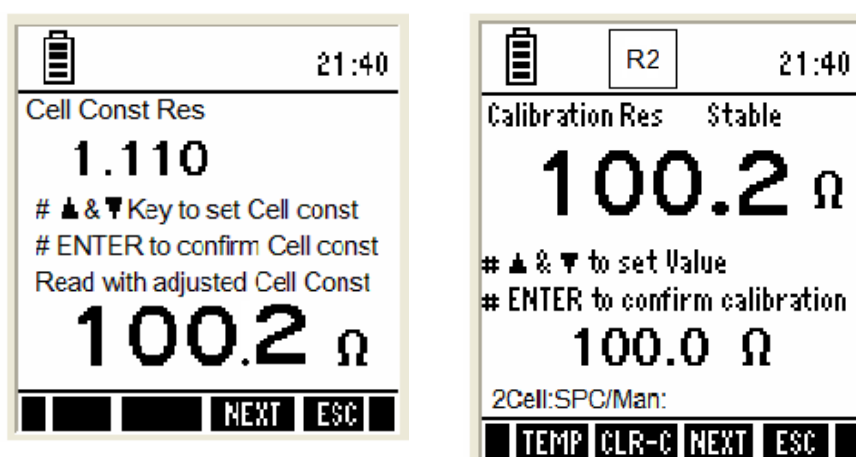 21:40
Cell Const Res
1.110
# ▲ & ▼ Key to set Cell const
# ENTER to confirm Cell const
Read with adjusted Cell Const
100.2 Ω
NEXT ESC
R2 21:40
Calibration Res Stable
100.2 Ω
# ▲ & ▼ to set Value
# ENTER to confirm calibration
100.0 Ω
2Cell:SPC/Man:
TEMP CLR-C NEXT ESC